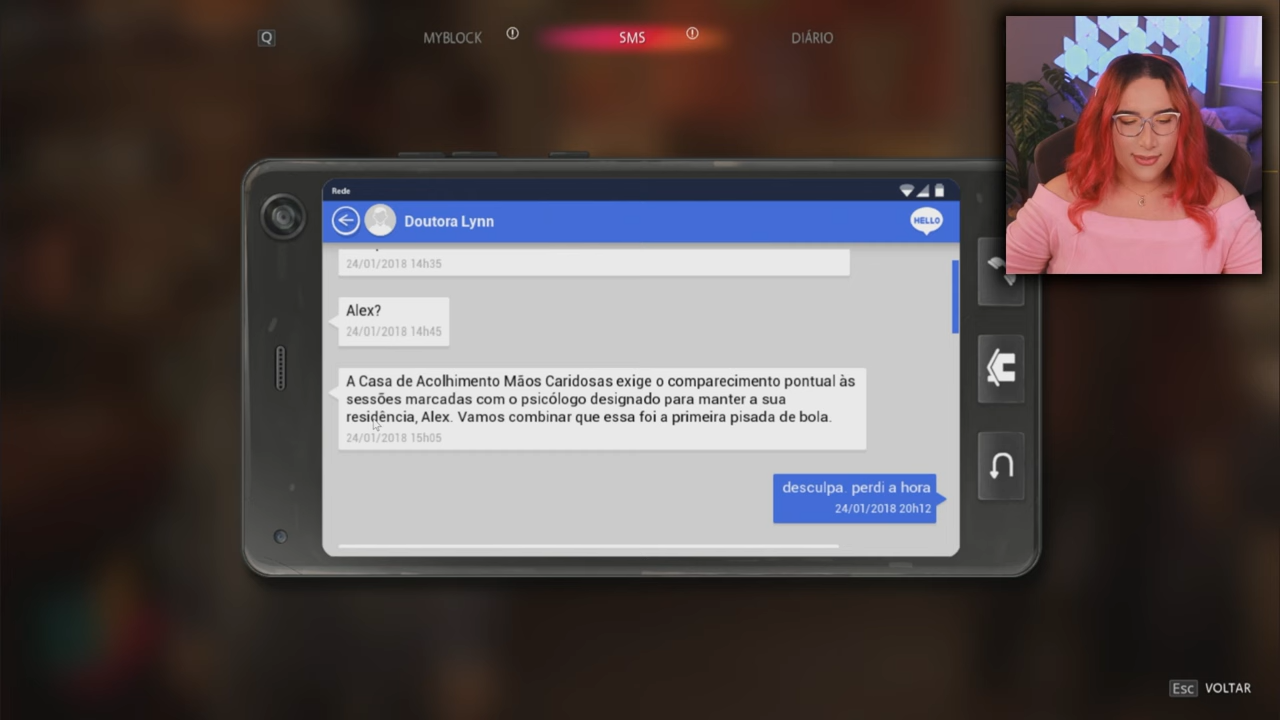 Q
MYBLOCK
SMS
DIÁRIO
Rede
Doutora Lynn
HELLO
24/01/2018 14h35
Alex?
24/01/2018 14h45
A Casa de Acolhimento Mãos Caridosas exige o comparecimento pontual às
sessões marcadas com o psicólogo designado para manter a sua
residência, Alex. Vamos combinar que essa foi a primeira pisada de bola.
24/01/2018 15h05
desculpa. perdi a hora
24/01/2018 20h12
Esc VOLTAR